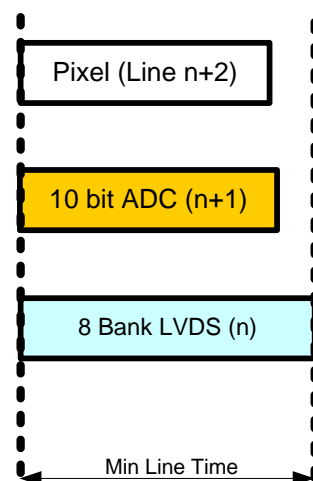 Pixel (Line n+2)
10 bit ADC (n+1)
8 Bank LVDS (n)
Min Line Time